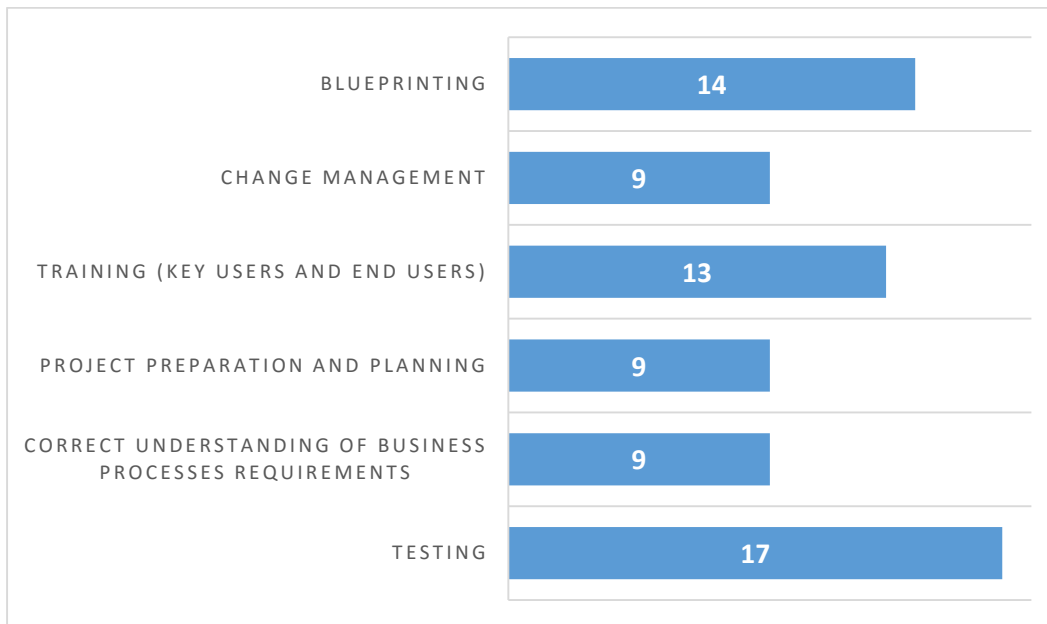 BLUEPRINTING
14
CHANGE MANAGEMENT
9
TRAINING (KEY USERS AND END USERS)
13
PROJECT PREPARATION AND PLANNING
9
CORRECT UNDERSTANDING OF BUSINESS
PROCESSES REQUIREMENTS
9
TESTING
17